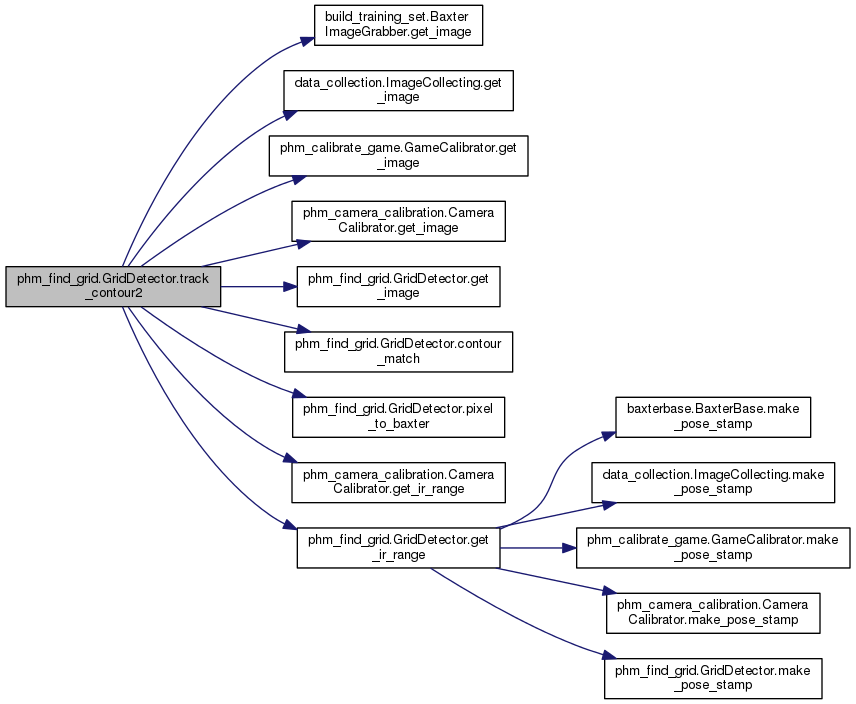 build_training_set.Baxter
ImageGrabber.get_image
data_collection.ImageCollecting.get
_image
phm_calibrate_game.GameCalibrator.get
_image
phm_camera_calibration.Camera
Calibrator.get_image
phm_find_grid.GridDetector.track
_contour2
phm_find_grid.GridDetector.get
_image
phm_find_grid.GridDetector.contour
_match
phm_find_grid.GridDetector.pixel
_to_baxter
phm_camera_calibration.Camera
Calibrator.get_ir_range
phm_find_grid.GridDetector.get
_ir_range
baxterbase.BaxterBase.make
_pose_stamp
data_collection.ImageCollecting.make
_pose_stamp
phm_calibrate_game.GameCalibrator.make
_pose_stamp
phm_camera_calibration.Camera
Calibrator.make_pose_stamp
phm_find_grid.GridDetector.make
_pose_stamp